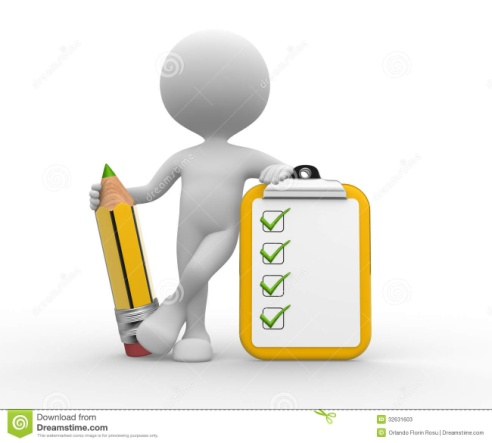 Download from
Dreamstime.com
This watermarked comp image is for previewing purposes only.
32631603
Orlando Florin Rosu | Dreamstime.com